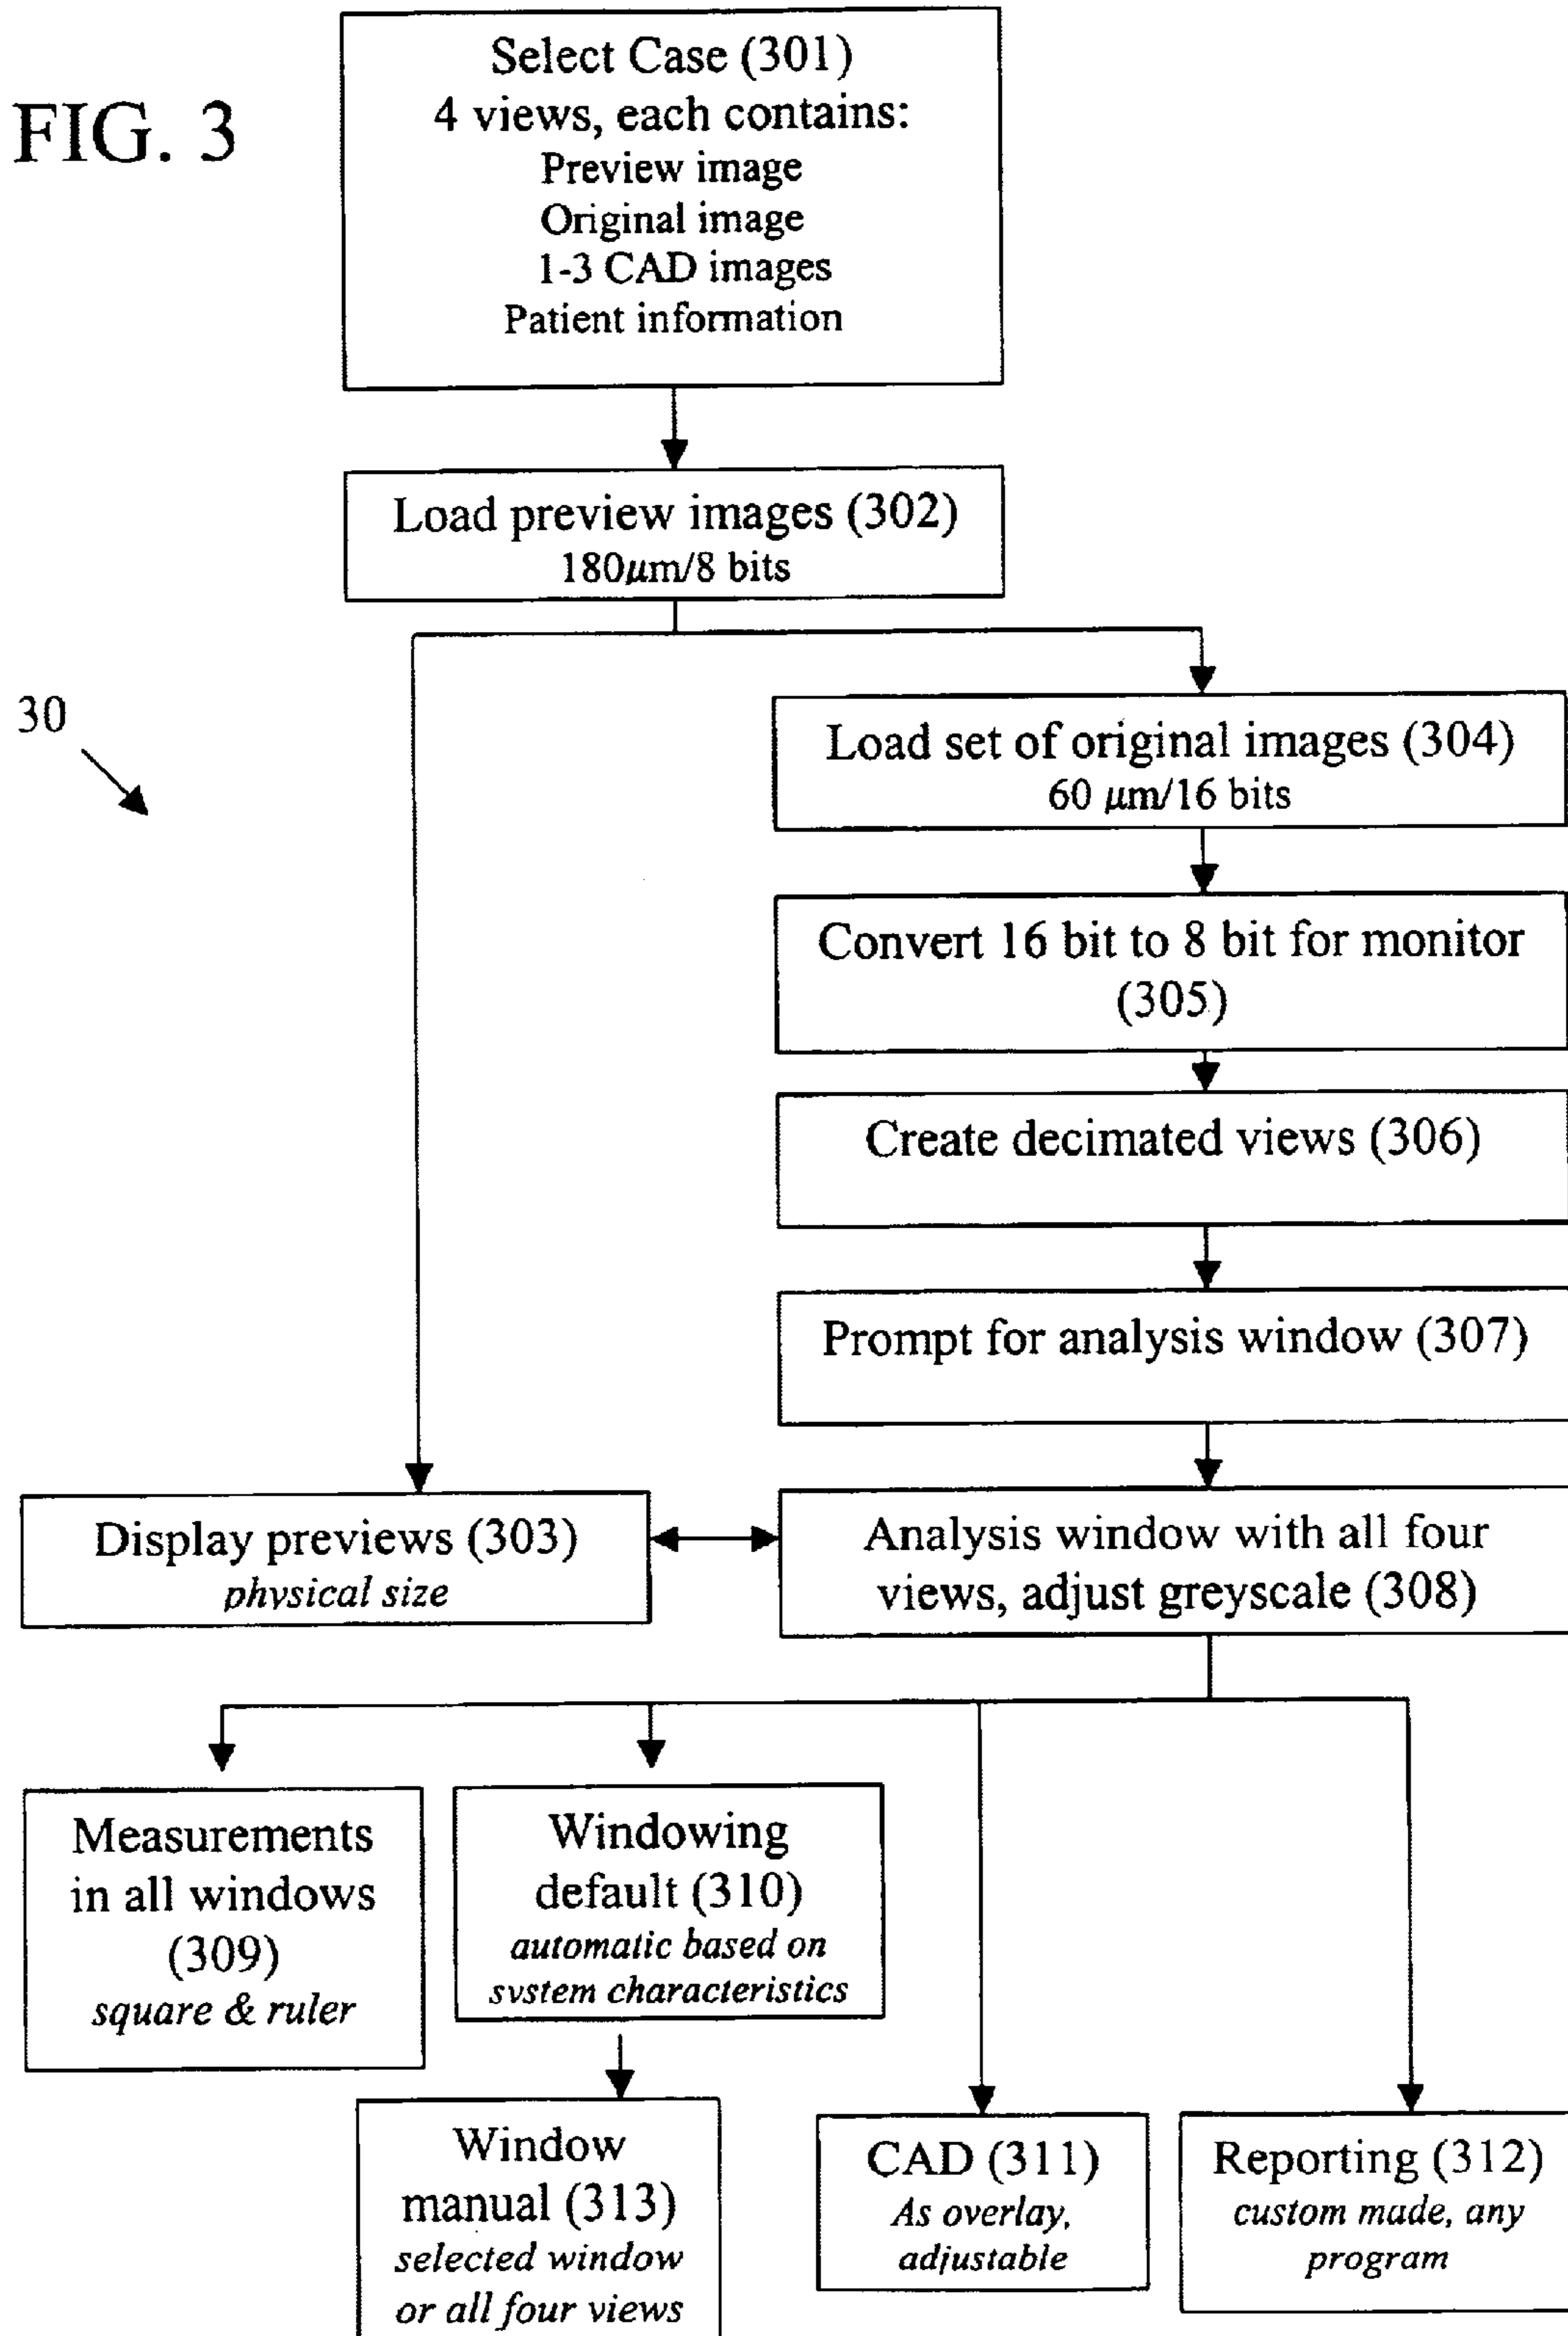 FIG. 3
Select Case (301)
4 views, each contains:
Preview image
Original image
1-3 CAD images
Patient information
Load preview images (302)
180μm/8 bits
30
Load set of original images (304)
60 μm/16 bits
Convert 16 bit to 8 bit for monitor
(305)
Create decimated views (306)
Prompt for analysis window (307)
Display previews (303)
physical size
Analysis window with all four
views, adjust greyscale (308)
Measurements
in all windows
(309)
square & ruler
Windowing
default (310)
automatic based on
system characteristics
Window
manual (313)
selected window
or all four views
CAD (311)
As overlay,
adjustable
Reporting (312)
custom made, any
program